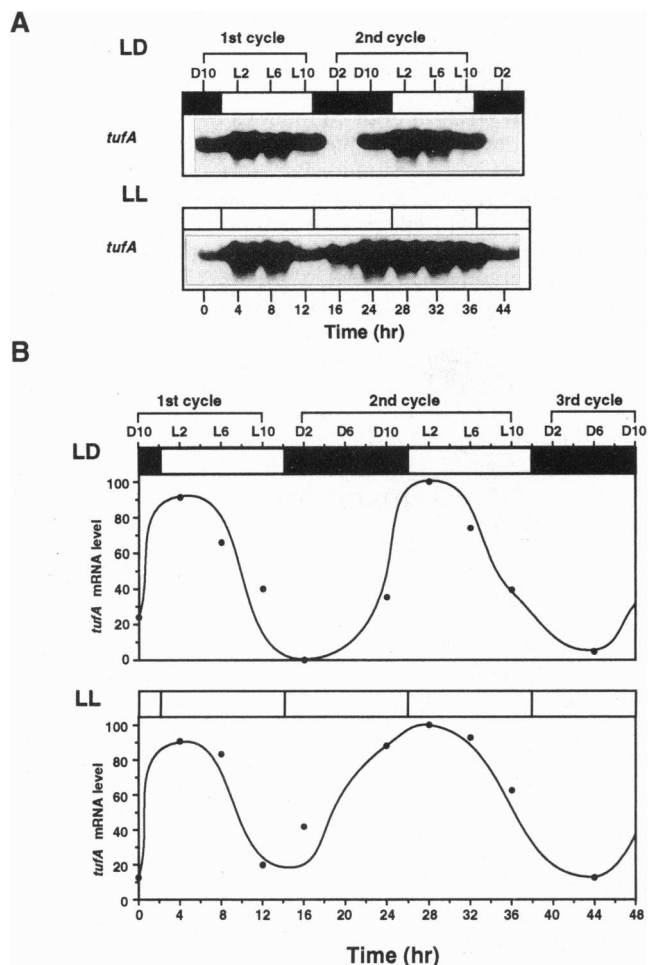 A
LD
1st cycle 2nd cycle
D10 L2 L6 L10 D2 D10 L2 L6 L10 D2
tufA
LL
tufA
0 4 8 12 16 24 28 32 36 44
Time (hr)
B
1st cycle 2nd cycle 3rd cycle
D10 L2 L6 L10 D2 D6 D10 L2 L6 L10 D2 D6 D10
LD
100
80
60
40
20
0
tufA mRNA level
LL
100
80
60
40
20
0
tufA mRNA level
0 4 8 12 16 20 24 28 32 36 40 44 48
Time (hr)